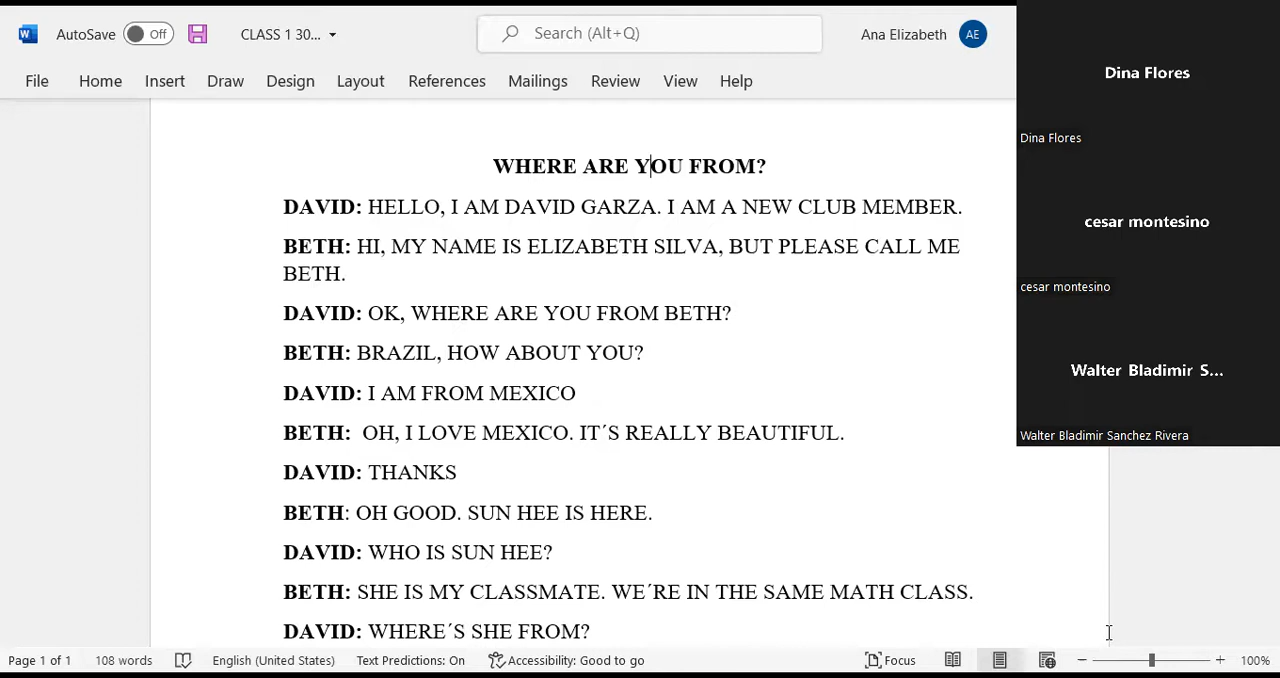 AutoSave Off CLASS 1 30... Search (Alt+Q) Ana Elizabeth AE
File Home Insert Draw Design Layout References Mailings Review View Help
WHERE ARE YOU FROM?
DAVID: HELLO, I AM DAVID GARZA. I AM A NEW CLUB MEMBER.
BETH: HI, MY NAME IS ELIZABETH SILVA, BUT PLEASE CALL ME
BETH.
DAVID: OK, WHERE ARE YOU FROM BETH?
BETH: BRAZIL, HOW ABOUT YOU?
DAVID: I AM FROM MEXICO
BETH: OH, I LOVE MEXICO. IT´S REALLY BEAUTIFUL.
DAVID: THANKS
BETH: OH GOOD. SUN HEE IS HERE.
DAVID: WHO IS SUN HEE?
BETH: SHE IS MY CLASSMATE. WE´RE IN THE SAME MATH CLASS.
DAVID: WHERE´S SHE FROM?
Page 1 of 1 108 words English (United States) Text Predictions: On Accessibility: Good to go Focus 100%
Dina Flores
Dina Flores
cesar montesino
cesar montesino
Walter Bladimir S...
Walter Bladimir Sanchez Rivera